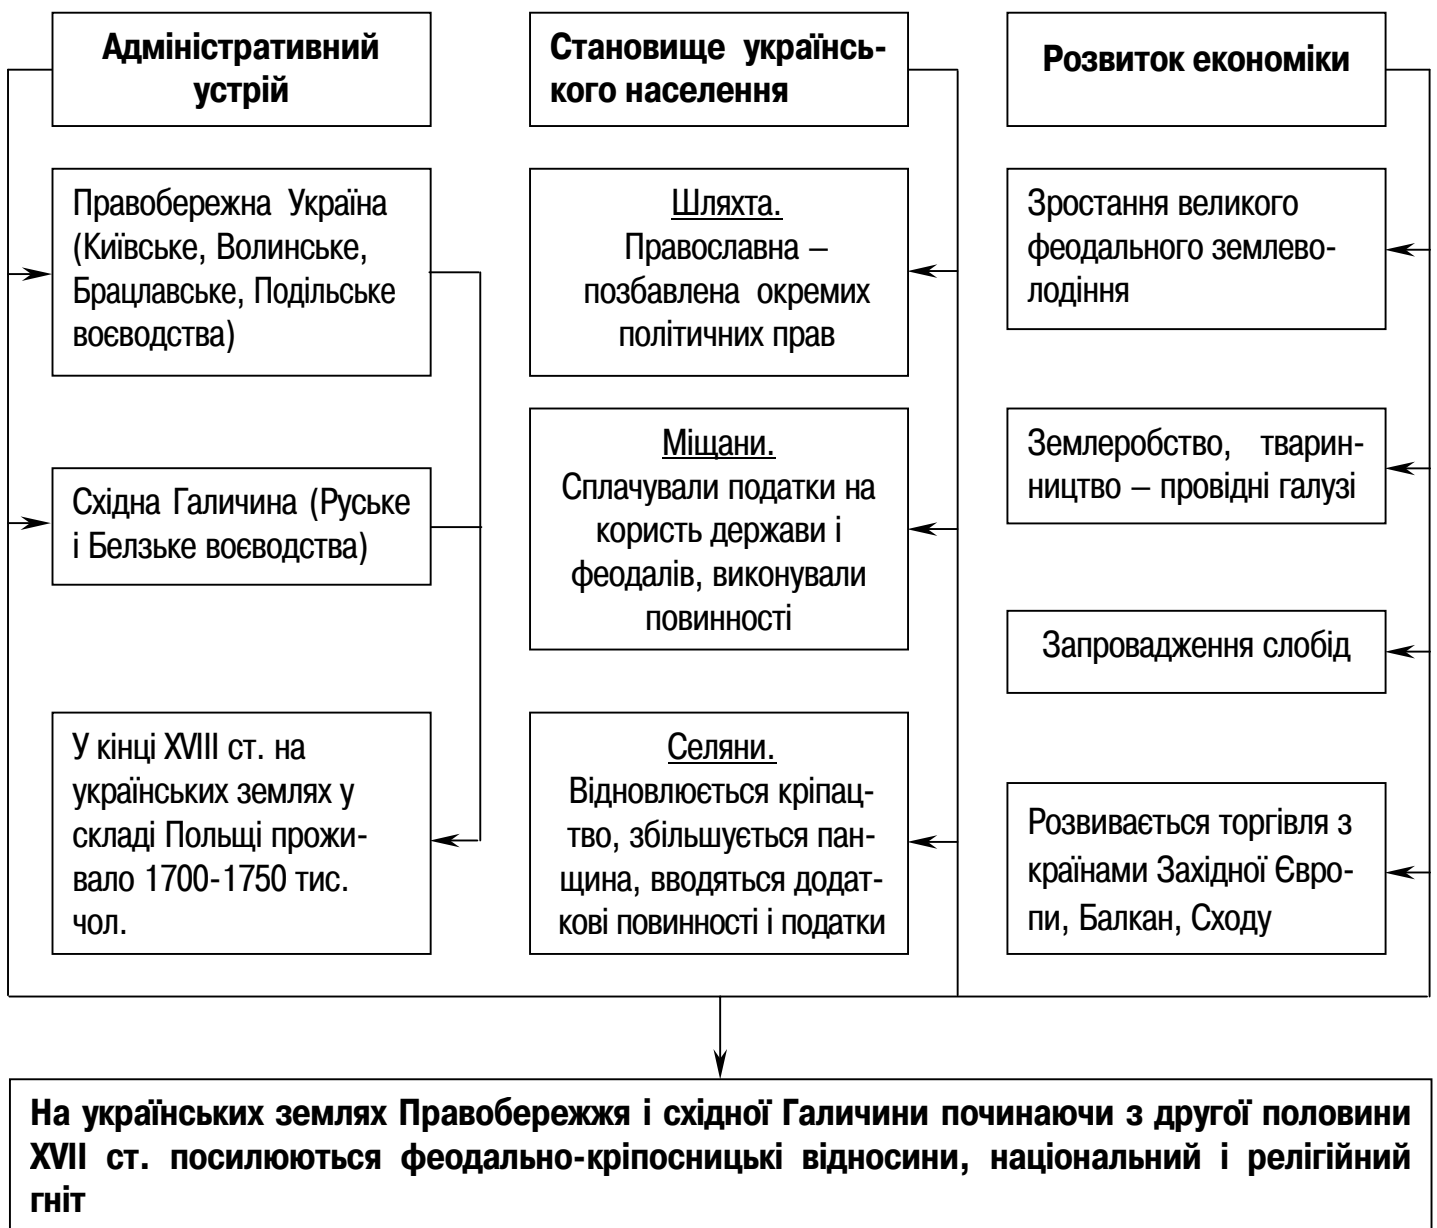 Адміністративний
устрій
Правобережна Україна
(Київське, Волинське,
Брацлавське, Подільське
воєводства)
Східна Галичина (Руське
і Белзьке воєводства)
У кінці XVIII ст. на
українських землях у
складі Польщі прожи-
вало 1700-1750 тис.
чол.
Становище українсь-
кого населення
Шляхта.
Православна –
позбавлена окремих
політичних прав
Міщани.
Сплачували податки на
користь держави і
феодалів, виконували
повинності
Селяни.
Відновлюється кріпац-
тво, збільшується пан-
щина, вводяться додат-
кові повинності і податки
Розвиток економіки
Зростання великого
феодального землево-
лодіння
Землеробство, тварин-
ництво – провідні галузі
Запровадження слобід
Розвивається торгівля з
країнами Західної Євро-
пи, Балкан, Сходу
На українських землях Правобережжя і східної Галичини починаючи з другої половини
XVII ст. посилюються феодально-кріпосницькі відносини, національний і релігійний
гніт